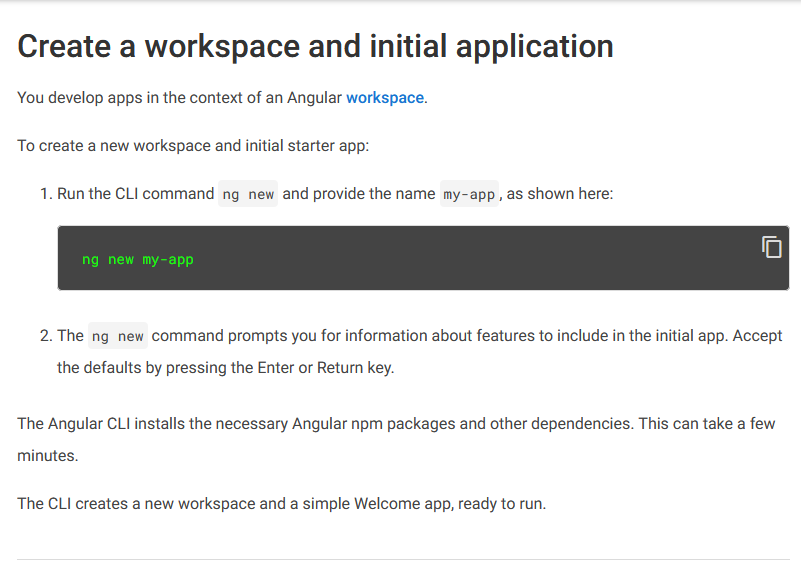 Create a workspace and initial application
You develop apps in the context of an Angular workspace.
To create a new workspace and initial starter app:
1. Run the CLI command ng new and provide the name my-app, as shown here:
ng new my-app
2. The ng new command prompts you for information about features to include in the initial app. Accept
the defaults by pressing the Enter or Return key.
The Angular CLI installs the necessary Angular npm packages and other dependencies. This can take a few
minutes.
The CLI creates a new workspace and a simple Welcome app, ready to run.